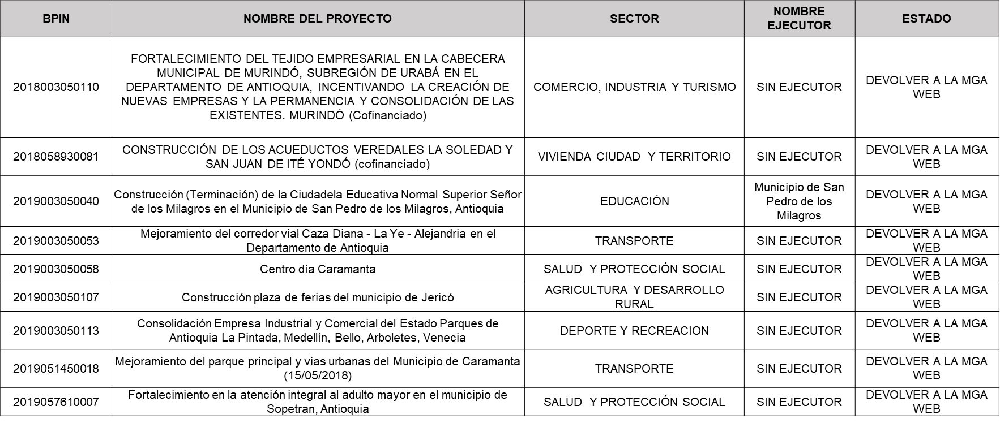 BPIN
NOMBRE DEL PROYECTO
SECTOR
NOMBRE
EJECUTOR
ESTADO
2018003050110
FORTALECIMIENTO DEL TEJIDO EMPRESARIAL EN LA CABECERA
MUNICIPAL DE MURINDÓ, SUBREGIÓN DE URABÁ EN EL
DEPARTAMENTO DE ANTIOQUIA, INCENTIVANDO LA CREACIÓN DE
NUEVAS EMPRESAS Y LA PERMANENCIA Y CONSOLIDACIÓN DE LAS
EXISTENTES. MURINDÓ (Cofinanciado)
COMERCIO, INDUSTRIA Y TURISMO
SIN EJECUTOR
DEVOLVER A LA MGA
WEB
2018058930081
CONSTRUCCIÓN DE LOS ACUEDUCTOS VEREDALES LA SOLEDAD Y
SAN JUAN DE ITÉ YONDÓ (cofinanciado)
VIVIENDA CIUDAD Y TERRITORIO
SIN EJECUTOR
DEVOLVER A LA MGA
WEB
2019003050040
Construcción (Terminación) de la Ciudadela Educativa Normal Superior Señor
de los Milagros en el Municipio de San Pedro de los Milagros, Antioquia
EDUCACIÓN
Municipio de San
Pedro de los
Milagros
DEVOLVER A LA MGA
WEB
2019003050053
Mejoramiento del corredor vial Caza Diana - La Ye - Alejandria en el
Departamento de Antioquia
TRANSPORTE
SIN EJECUTOR
DEVOLVER A LA MGA
WEB
2019003050058
Centro día Caramanta
SALUD Y PROTECCIÓN SOCIAL
SIN EJECUTOR
DEVOLVER A LA MGA
WEB
2019003050107
Construcción plaza de ferias del municipio de Jericó
AGRICULTURA Y DESARROLLO
RURAL
SIN EJECUTOR
DEVOLVER A LA MGA
WEB
2019003050113
Consolidación Empresa Industrial y Comercial del Estado Parques de
Antioquia La Pintada, Medellín, Bello, Arboletes, Venecia
DEPORTE Y RECREACION
SIN EJECUTOR
DEVOLVER A LA MGA
WEB
2019051450018
Mejoramiento del parque principal y vias urbanas del Municipio de Caramanta
(15/05/2018)
TRANSPORTE
SIN EJECUTOR
DEVOLVER A LA MGA
WEB
2019057610007
Fortalecimiento en la atención integral al adulto mayor en el municipio de
Sopetran, Antioquia
SALUD Y PROTECCIÓN SOCIAL
SIN EJECUTOR
DEVOLVER A LA MGA
WEB